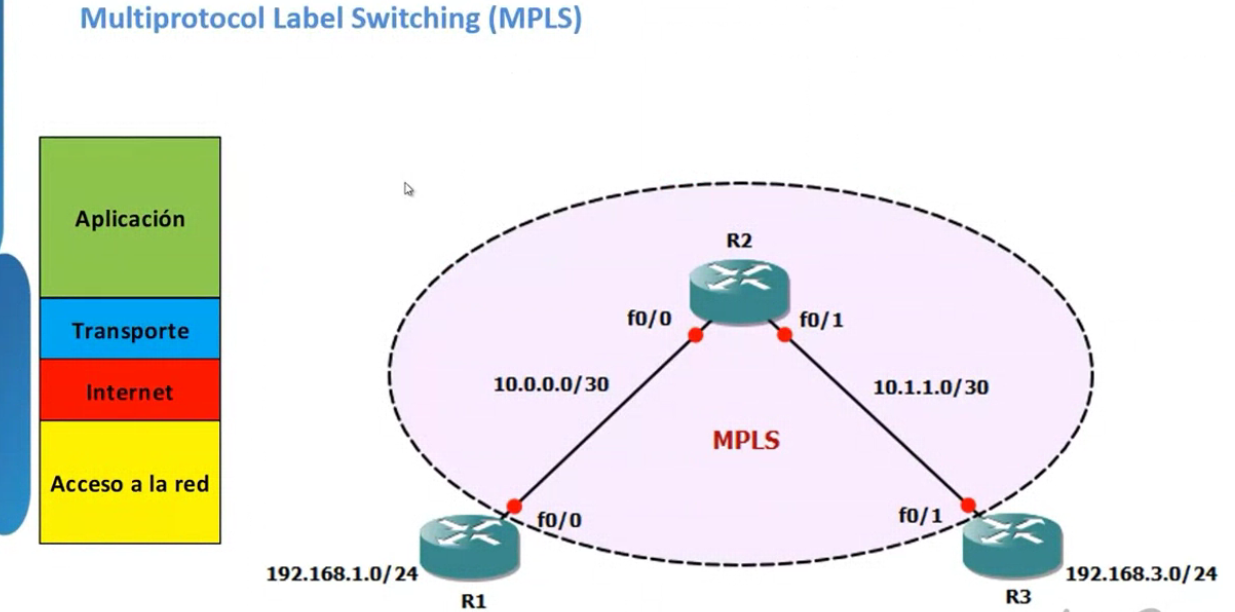 Multiprotocol Label Switching (MPLS)
Aplicación
Transporte
Internet
Acceso a la red
R2
f0/0
f0/1
10.0.0.0/30
10.1.1.0/30
MPLS
f0/0
f0/1
192.168.1.0/24
192.168.3.0/24
R1
R3